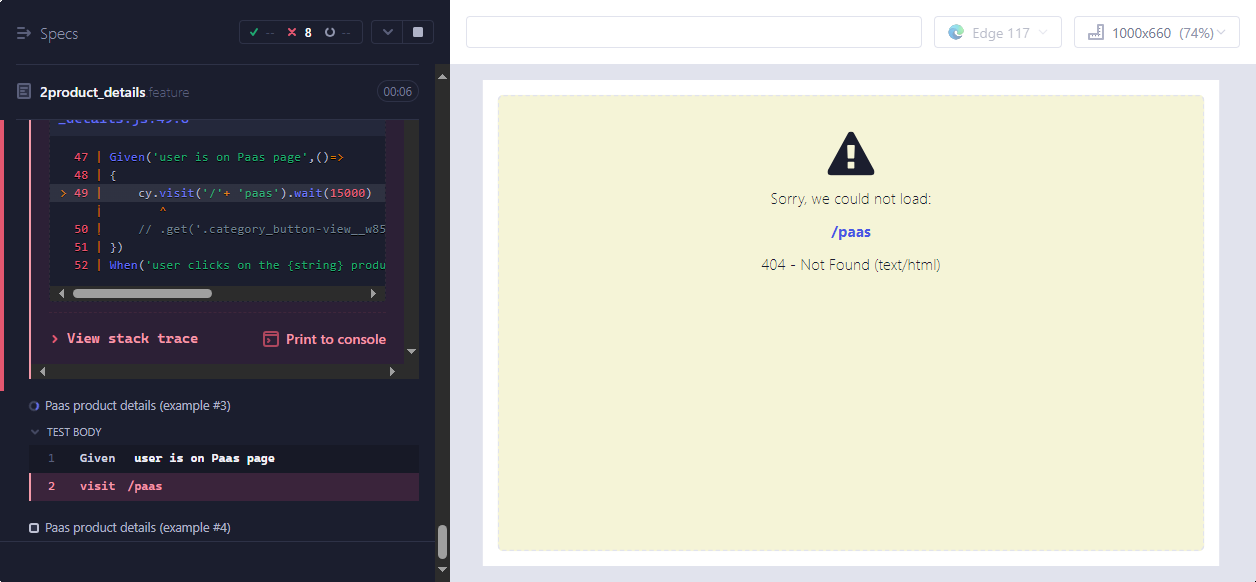 Specs
-- 8 --
2product_details.feature
00:06
_details.js:49:6
47 | Given('user is on Paas page',()=>
48 | {
> 49 |     cy.visit('/'+ 'paas').wait(15000)
|        ^
50 |     // .get('.category_button-view__w85
51 | })
52 | When('user clicks on the {string} produ
> View stack trace
Print to console
Paas product details (example #3)
TEST BODY
1 Given user is on Paas page
2 visit /paas
Paas product details (example #4)
Edge 117
1000x660 (74%)
Sorry, we could not load:
/paas
404 - Not Found (text/html)